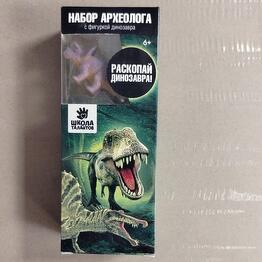 НАБОР АРХЕОЛОГА
с фигуркой динозавра
6+
РАСКОПАЙ
ДИНОЗАВРА!
ШКОЛА
ТАЛАНТОВ